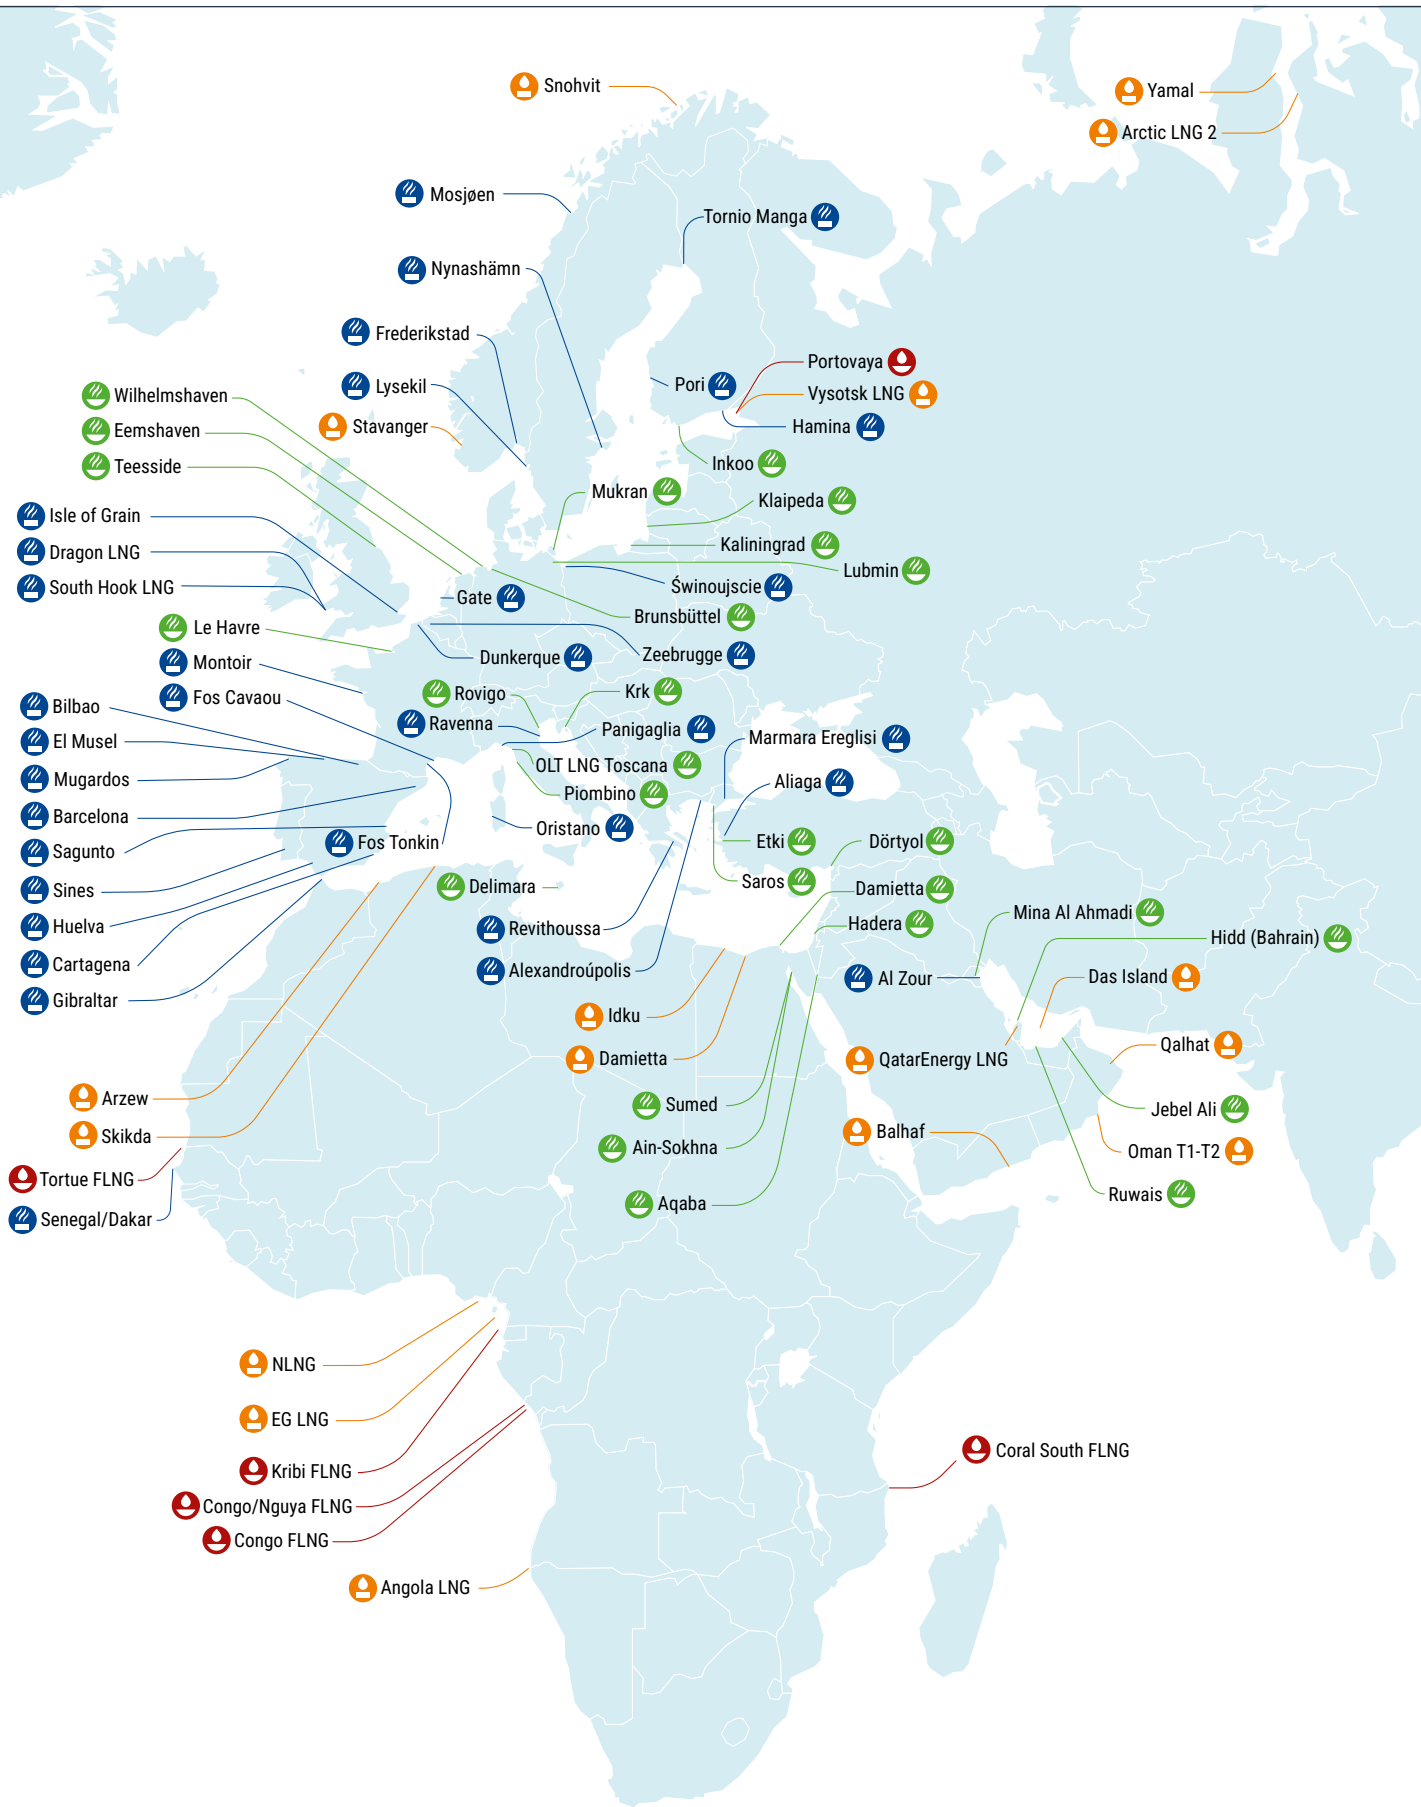 Snohvit
Yamal
Arctic LNG 2
Mosjøen
Tornio Manga
Nynashämn
Frederikstad
Portovaya
Lysekil
Pori
Vysotsk LNG
Wilhelmshaven
Stavanger
Hamina
Eemshaven
Teesside
Inkoo
Mukran
Klaipeda
Isle of Grain
Kaliningrad
Dragon LNG
Lubmin
South Hook LNG
Świnoujscie
Gate
Brunsbüttel
Le Havre
Dunkerque
Zeebrugge
Montoir
Fos Cavaou
Rovigo
Krk
Bilbao
Ravenna
Panigaglia
Marmara Ereglisi
El Musel
OLT LNG Toscana
Mugardos
Aliaga
Piombino
Barcelona
Oristano
Fos Tonkin
Etki
Dörtyol
Sagunto
Saros
Delimara
Damietta
Sines
Mina Al Ahmadi
Huelva
Revithoussa
Hadera
Hidd (Bahrain)
Cartagena
Alexandroúpolis
Al Zour
Das Island
Gibraltar
Idku
Qalhat
Damietta
QatarEnergy LNG
Arzew
Sumed
Jebel Ali
Skikda
Ain-Sokhna
Balhaf
Oman T1-T2
Tortue FLNG
Aqaba
Ruwais
Senegal/Dakar
NLNG
EG LNG
Coral South FLNG
Kribi FLNG
Congo/Nguya FLNG
Congo FLNG
Angola LNG